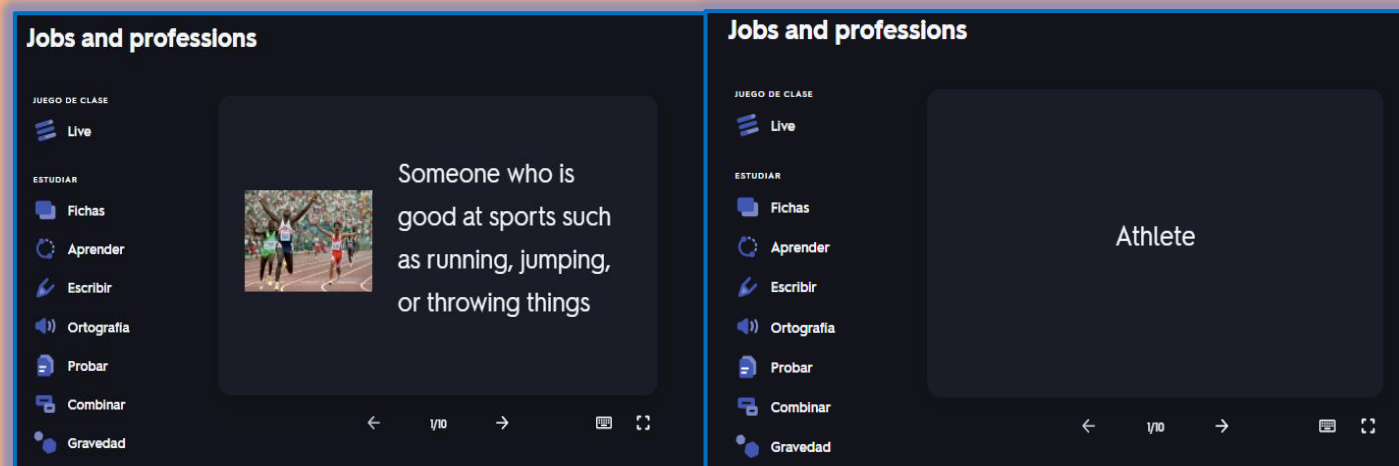 Jobs and professions
JUEGO DE CLASE
Live
ESTUDIAR
Fichas
Aprender
Escribir
Ortografía
Probar
Combinar
Gravedad
Someone who is
good at sports such
as running, jumping,
or throwing things
1/10
Jobs and professions
JUEGO DE CLASE
Live
ESTUDIAR
Fichas
Aprender
Escribir
Ortografía
Probar
Combinar
Gravedad
Athlete
1/10